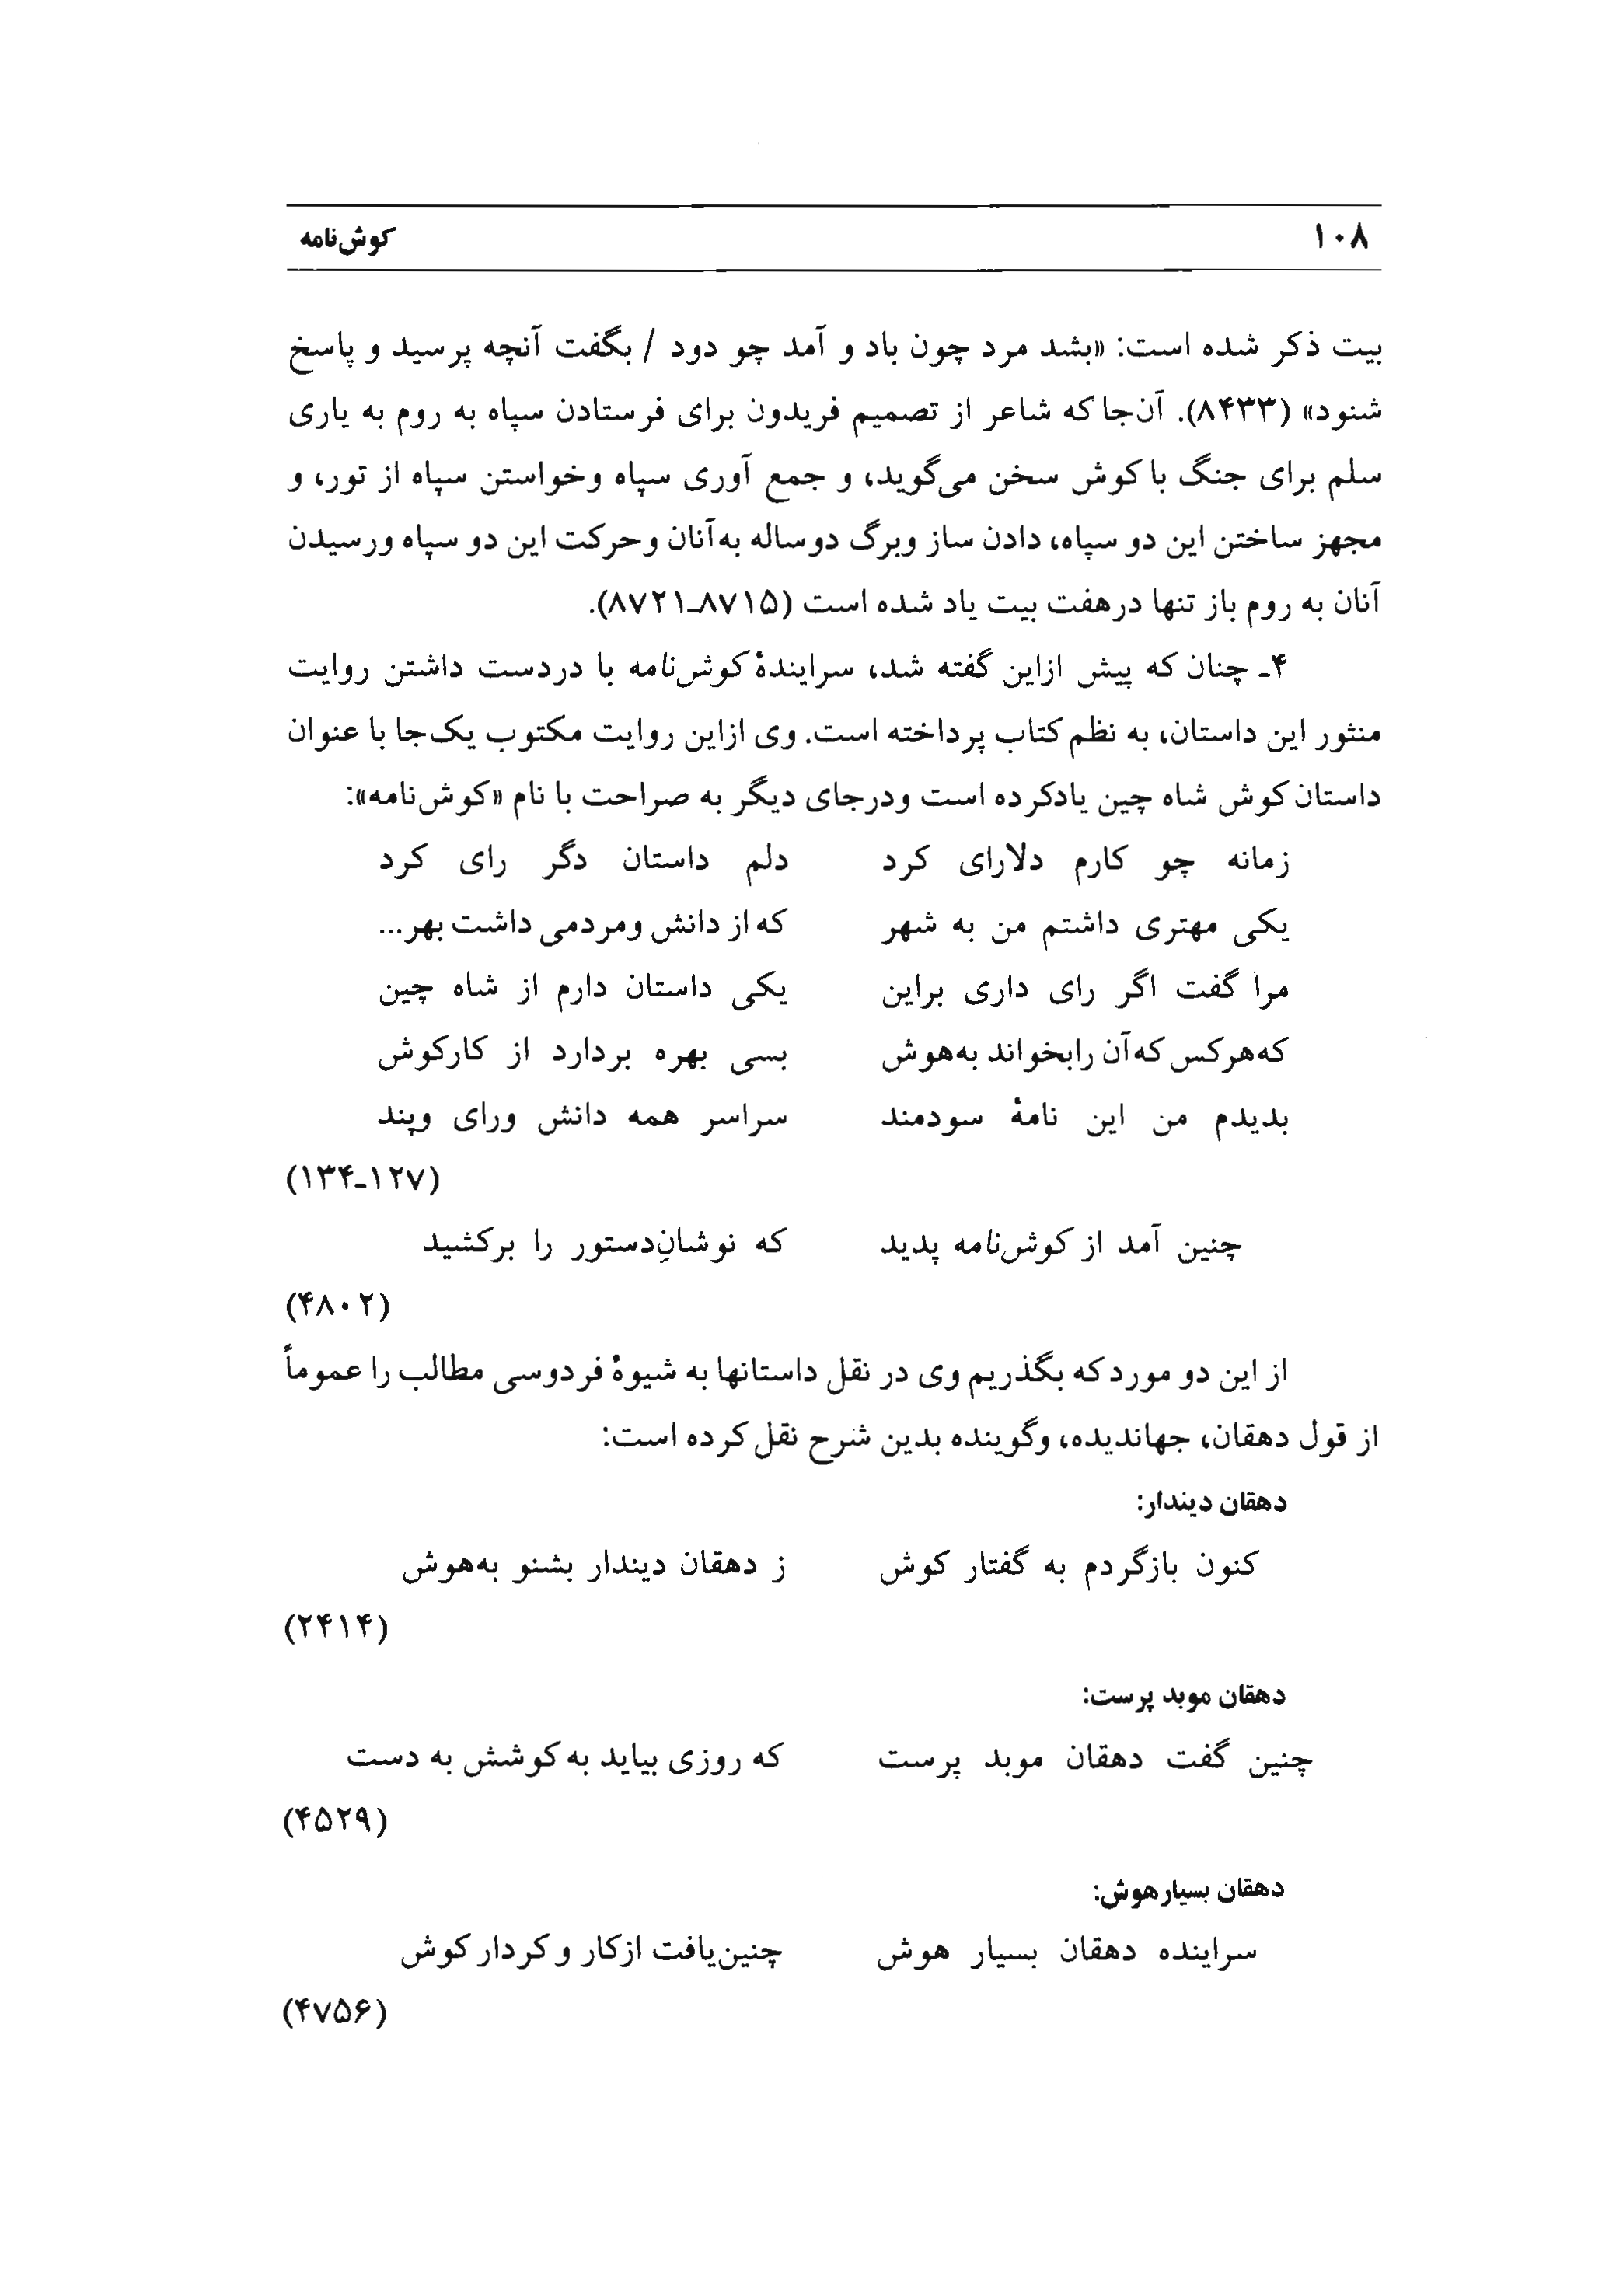 ۱۰۸ کوش‌نامه
بیت ذکر شده است: «بشد مرد چون باد و آمد چو دود / بگفت آنچه پرسید و پاسخ
شنود» (۸۴۳۳). آن‌جا که شاعر از تصمیم فریدون برای فرستادن سپاه به روم به یاری
سلم برای جنگ با کوش سخن می‌گوید، و جمع آوری سپاه وخواستن سپاه از تور، و
مجهز ساختن این دو سپاه، دادن ساز وبرگ دوساله به‌آنان وحرکت این دو سپاه ورسیدن
آنان به روم باز تنها درهفت بیت یاد شده است (۸۷۱۵ـ۸۷۲۱).
۴ـ چنان که پیش ازاین گفته شد، سرایندهٔ کوش‌نامه با دردست داشتن روایت
منثور این داستان، به نظم کتاب پرداخته است. وی ازاین روایت مکتوب یک‌جا با عنوان
داستان کوش شاه چین یادکرده است ودرجای دیگر به صراحت با نام «کوش‌نامه»:
زمانه چو کارم دلارای کرد دلم داستان دگر رای کرد
یکی مهتری داشتم من به شهر که از دانش ومردمی داشت بهر...
مرا گفت اگر رای داری براین یکی داستان دارم از شاه چین
که‌هرکس که‌آن رابخواند به‌هوش بسی بهره بردارد از کارکوش
بدیدم من این نامهٔ سودمند سراسر همه دانش ورای وپند
(۱۲۷ـ۱۳۴)
چنین آمد از کوش‌نامه پدید که نوشانِ‌دستور را برکشید
(۴۸۰۲)
از این دو موردکه بگذریم وی در نقل داستانها به شیوهٔ فردوسی مطالب را عموماً
از قول دهقان، جهاندیده، وگوینده بدین شرح نقل کرده است:
دهقان دیندار:
کنون بازگردم به گفتار کوش ز دهقان دیندار بشنو به‌هوش
(۲۴۱۴)
دهقان موبد پرست:
چنین گفت دهقان موبد پرست که روزی بیاید به کوشش به دست
(۴۵۲۹)
دهقان بسیارهوش:
سراینده دهقان بسیار هوش چنین‌یافت ازکار و کردار کوش
(۴۷۵۶)